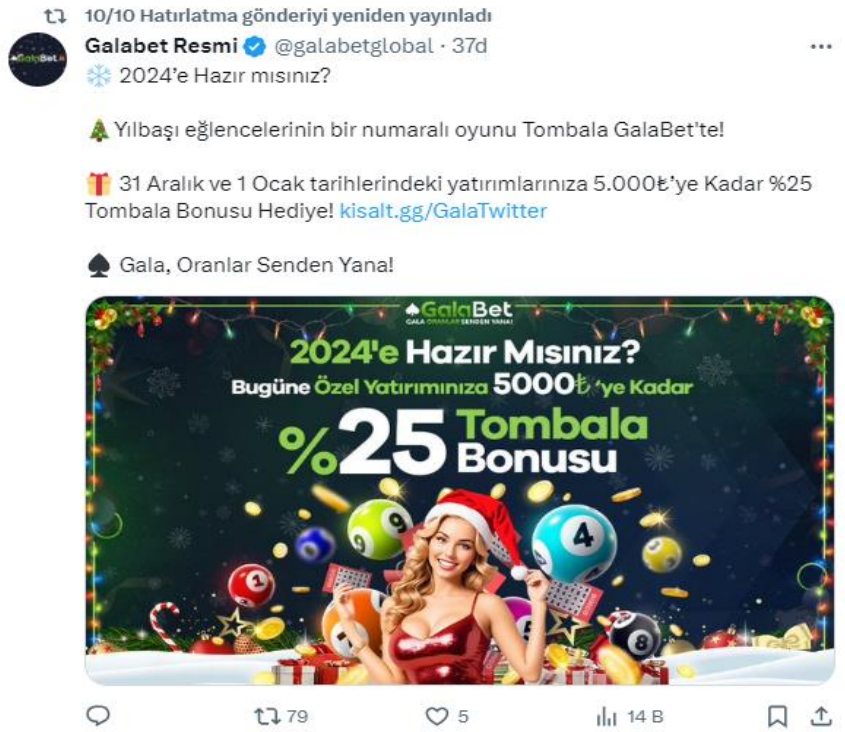 10/10 Hatırlatma gönderiyi yeniden yayınladı
Galabet Resmi @galabetglobal · 37d
2024’e Hazır mısınız?
Yılbaşı eğlencelerinin bir numaralı oyunu Tombala GalaBet'te!
31 Aralık ve 1 Ocak tarihlerindeki yatırımlarınıza 5.000₺’ye Kadar %25
Tombala Bonusu Hediye! kisalt.gg/GalaTwitter
Gala, Oranlar Senden Yana!
GalaBet
GALA ORANLAR SENDEN YANA!
2024'e Hazır Mısınız?
Bugüne Özel Yatırımınıza 5000₺ 'ye Kadar
%25 Tombala
Bonusu
9 9
4
1
8
79 5 14 B